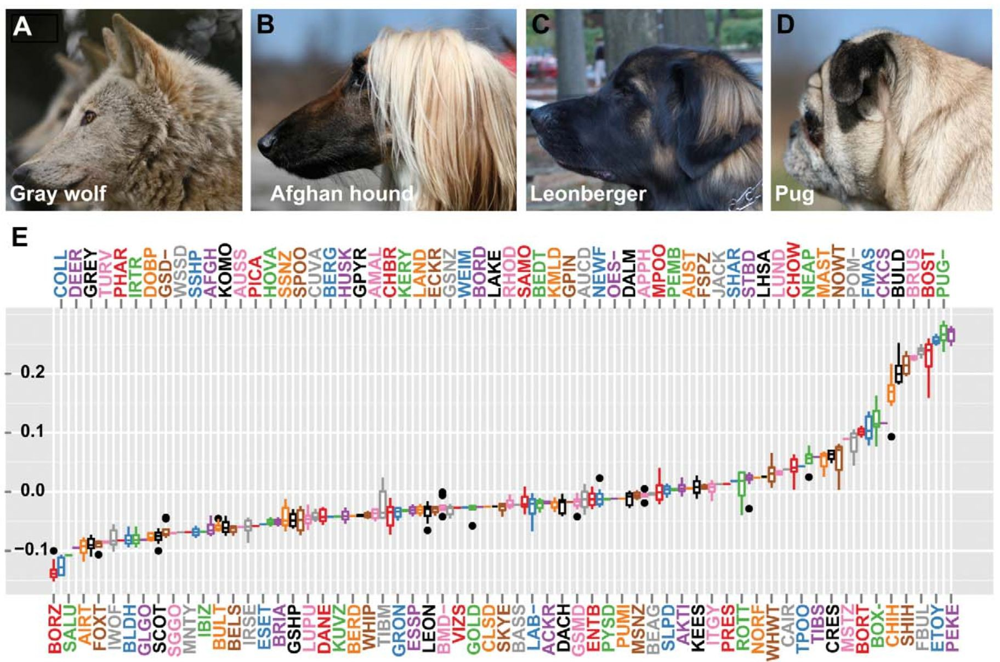 A
B
C
D
Gray wolf
Afghan hound
Leonberger
Pug
E
COLL DEER GREY TURV PHAR IRTR DOBP GSD- WSSD SSHP AFGH KOMO AUSS PICA HOVA SSNZ SPOO CUVA BERG HUSK GPYR AMAL CHBR KERY LAND ECKR GSNZ WEIM BORD LAKE RHOD SAMO BEDT KMLD GPIN AUCD NEWF OES- DALM APPH MPOO PEMB AUST FSPZ JACK SHAR STBD LHSA LUND CHOW NEAP MAST NOWT POM- FMAS CKCS BULD BRUS BOST PUG-
0.2
0.1
0.0
-0.1
BORZ SALU AIRT FOXT IWOF BLDH GLGO SCOT SGGO MNTY IBIZ BULT BELS IRSE ESET BRIA GSHP LUPU DANE KUVZ BERD WHIP TIBM GRON ESSP LEON BMD- VIZS GOLD CLSD SKYE BASS LAB- ACKR DACH GSMD ENTB PYSD PUMI MSNZ BEAG SLPD AKTI KEES ITGY PRES ROTT NORF WHWT CAIR TPOO TIBS CRES MSTZ BORT BOX- CHIH SHIH FBUL ETOY PEKE